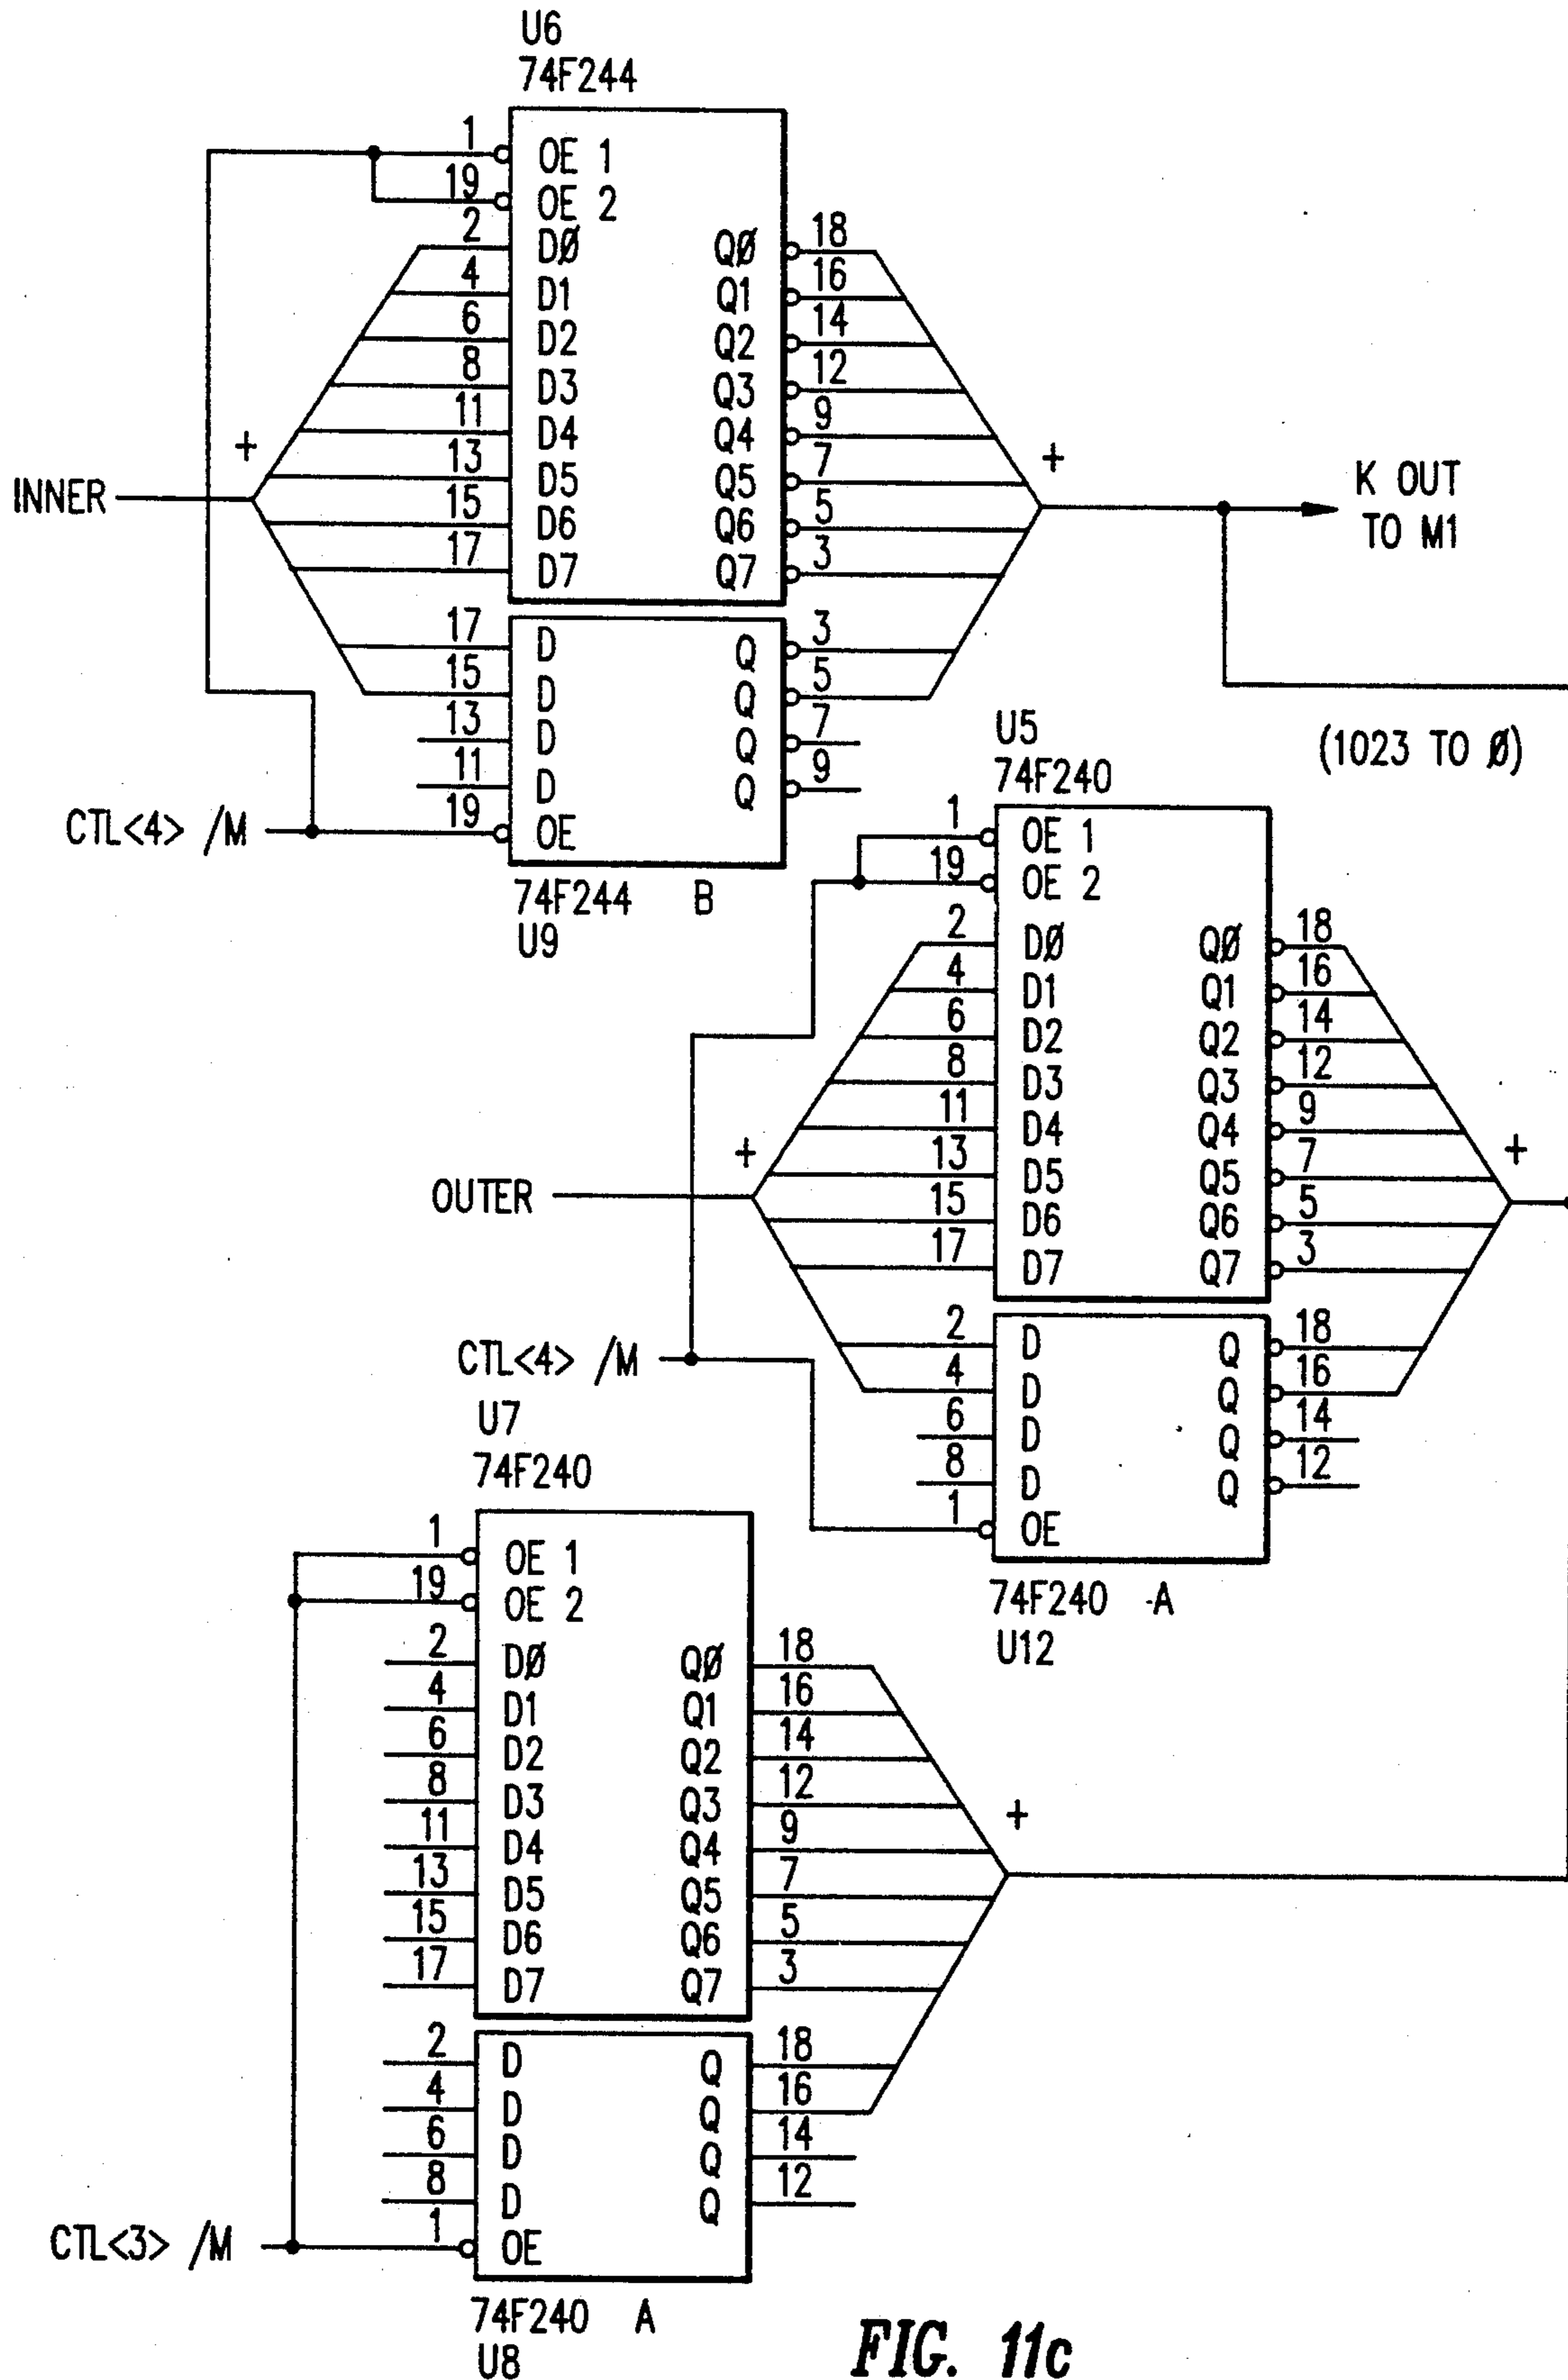 U6
74F244
1 OE 1
19 OE 2
2 DØ QØ 18
4 D1 Q1 16
6 D2 Q2 14
8 D3 Q3 12
11 D4 Q4 9
+ 13 D5 Q5 7 +
INNER
15 D6 Q6 5
17 D7 Q7 3
K OUT
TO M1
17 D Q 3
15 D Q 5
13 D Q 7
11 D Q 9
CTL<4> /M 19 OE
74F244 B
U9
(1023 TO Ø)
U5
74F240
1 OE 1
19 OE 2
2 DØ QØ 18
4 D1 Q1 16
6 D2 Q2 14
8 D3 Q3 12
11 D4 Q4 9
+ 13 D5 Q5 7 +
OUTER
15 D6 Q6 5
17 D7 Q7 3
2 D Q 18
CTL<4> /M
4 D Q 16
6 D Q 14
8 D Q 12
1 OE
74F240 -A
U12
U7
74F240
1 OE 1
19 OE 2
2 DØ QØ 18
4 D1 Q1 16
6 D2 Q2 14
8 D3 Q3 12
+
11 D4 Q4 9
13 D5 Q5 7
15 D6 Q6 5
17 D7 Q7 3
2 D Q 18
4 D Q 16
6 D Q 14
8 D Q 12
CTL<3> /M 1 OE
74F240 A
U8
FIG. 11c